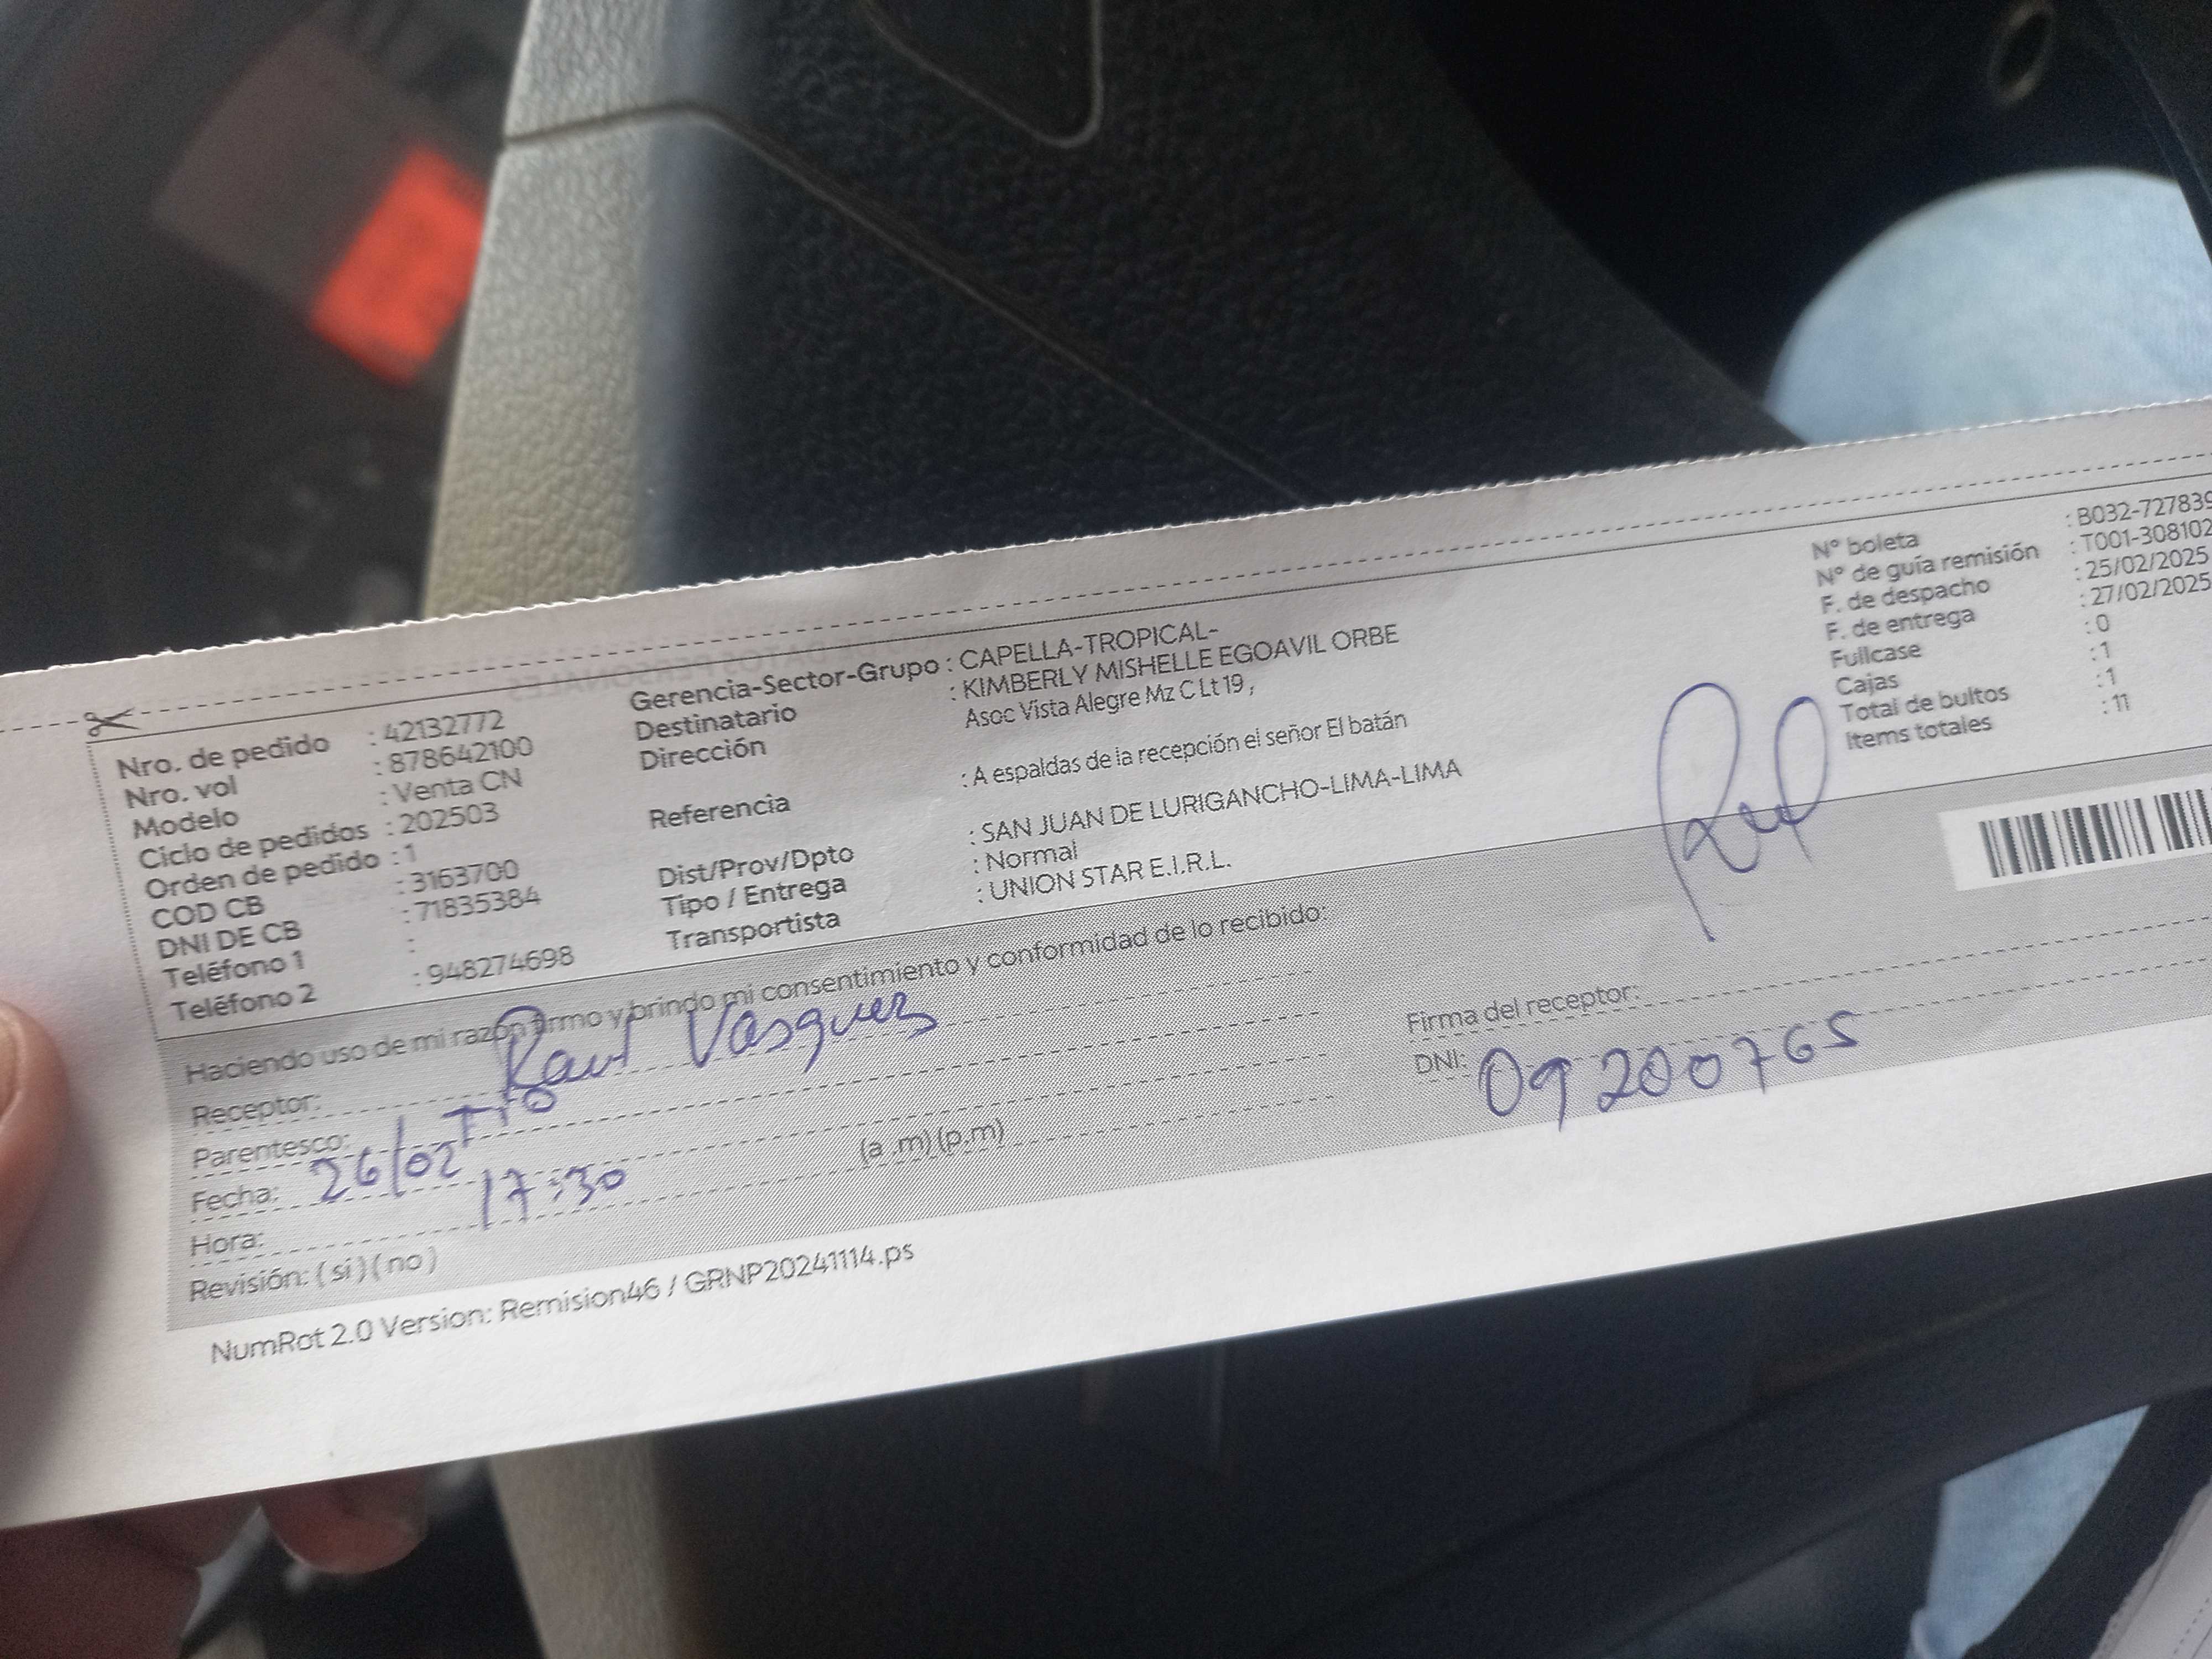 Nro. de pedido : 42132772
Nro. vol : 878642100
Modelo : Venta CN
Ciclo de pedidos : 202503
Orden de pedido : 1
COD CB : 3163700
DNI DE CB : 71835384
Teléfono 1 :
Teléfono 2 : 948274698
Gerencia-Sector-Grupo : CAPELLA-TROPICAL-
Destinatario : KIMBERLY MISHELLE EGOAVIL ORBE
Dirección Asoc Vista Alegre Mz C Lt 19 ,
Referencia : A espaldas de la recepción el señor El batán
Dist/Prov/Dpto : SAN JUAN DE LURIGANCHO-LIMA-LIMA
Tipo / Entrega : Normal
Transportista : UNION STAR E.I.R.L.
N° boleta : B032-727839
N° de guía remisión : T001-308102
F. de despacho : 25/02/2025
F. de entrega : 27/02/2025
Fullcase : 0
Cajas : 1
Total de bultos : 1
Items totales : 11
Haciendo uso de mi razón firmo y brindo mi consentimiento y conformidad de lo recibido:
Receptor: Raul Vasquez
Parentesco: Tio
Fecha: 26/02
Hora: 17:30 (a .m) (p.m)
Revisión: ( si ) ( no )
Firma del receptor:
DNI: 09200765
NumRot 2.0 Version: Remision46 / GRNP20241114.ps